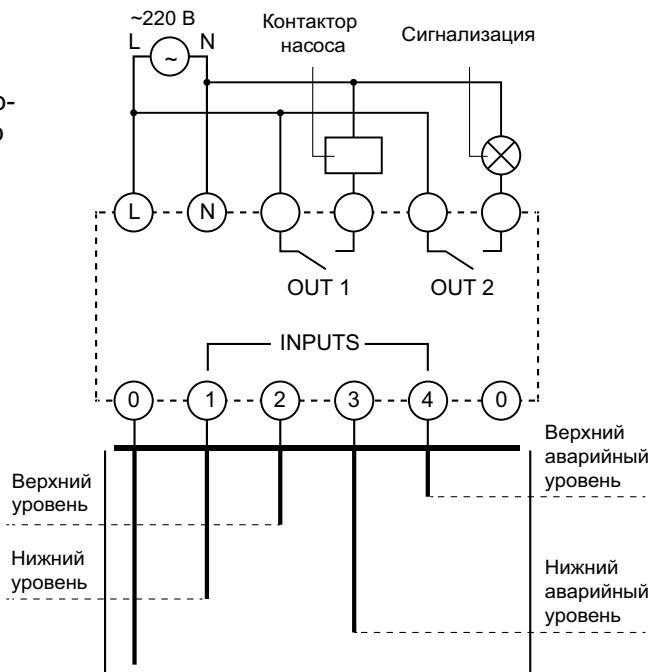 ~220 В
L
N
Контактор
насоса
Сигнализация
р-
о
~
L
N
OUT 1
OUT 2
INPUTS
0
1
2
3
4
0
Верхний
уровень
Нижний
уровень
Верхний
аварийный
уровень
Нижний
аварийный
уровень